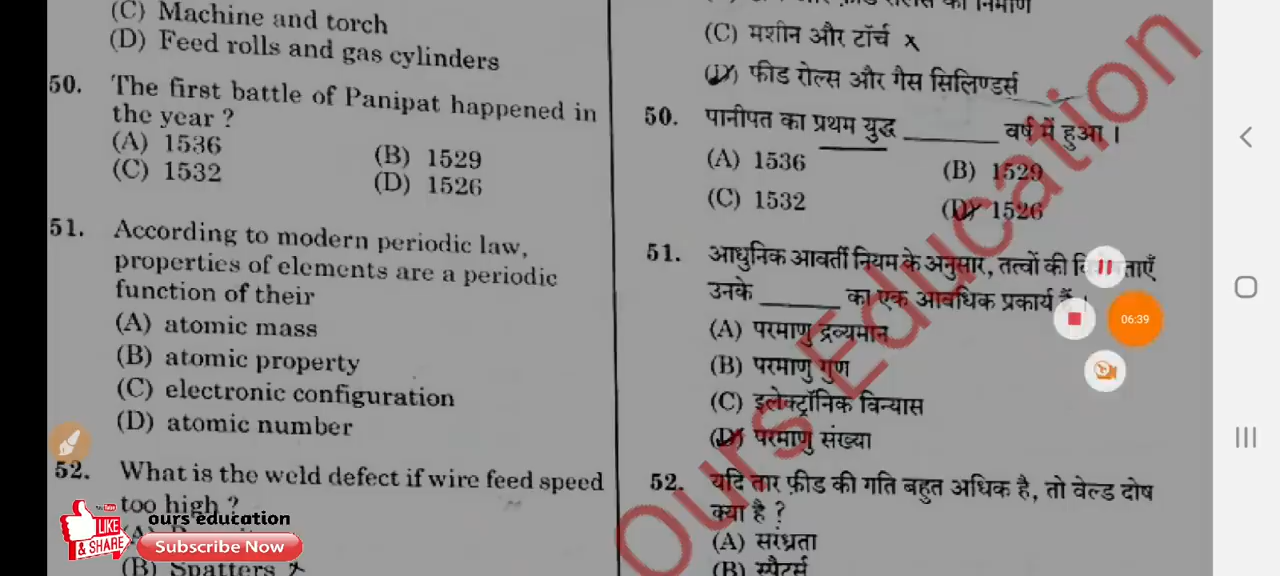 (C) Machine and torch
(D) Feed rolls and gas cylinders
50. The first battle of Panipat happened in
the year ?
(A) 1536
(B) 1529
(C) 1532
(D) 1526
51. According to modern periodic law,
properties of elements are a periodic
function of their
(A) atomic mass
(B) atomic property
(C) electronic configuration
(D) atomic number
52. What is the weld defect if wire feed speed
too high ?
(B) Spatters
(C) मशीन और टॉर्च x
(D) फीड रोल्स और गैस सिलिण्डर्स
50. पानीपत का प्रथम युद्ध ________ वर्ष में हुआ ।
(A) 1536
(B) 1529
(C) 1532
(D) 1526
51. आधुनिक आवर्ती नियम के अनुसार, तत्वों की
उनके ________ का एक आवधिक प्रकार्य हैं ।
(A) परमाणु द्रव्यमान
(B) परमाणु गुण
(C) इलेक्ट्रॉनिक विन्यास
(D) परमाणु संख्या
52. यदि तार फ़ीड की गति बहुत अधिक है, तो वेल्ड दोष
क्या है ?
(A) सरंध्रता
(B) स्पैटर्स
Ours Education
06:39
LIKE
& SHARE
ours education
Subscribe Now